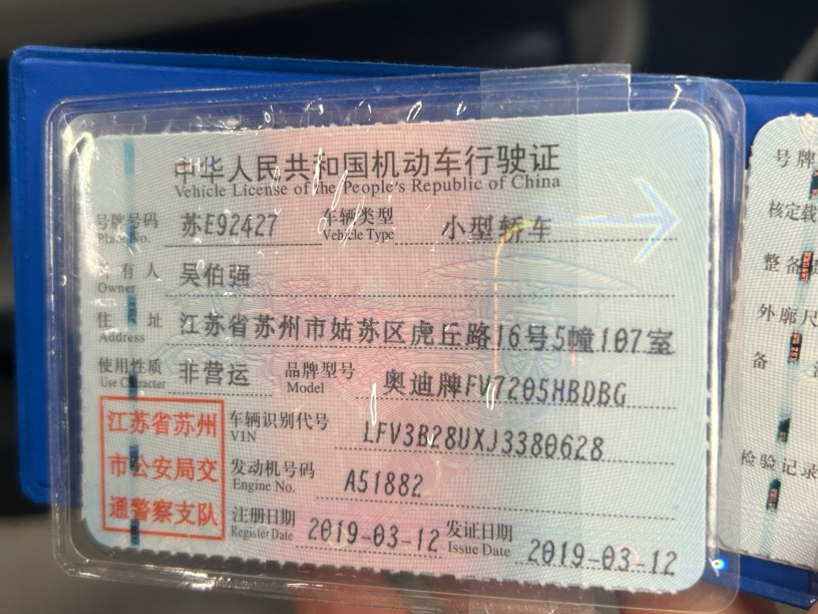 中华人民共和国机动车行驶证
Vehicle License of the People's Republic of China
号牌号码 苏E92427 车辆类型 小型轿车
Plate No. Vehicle Type
所有人 吴伯强
Owner
住址 江苏省苏州市姑苏区虎丘路16号5幢107室
Address
使用性质 非营运 品牌型号 奥迪牌FV7205HBDBG
Use Character Model
江苏省苏州
市公安局交
通警察支队
车辆识别代号 LFV3B28UXJ3380628
VIN
发动机号码 A51882
Engine No.
注册日期 2019-03-12 发证日期 2019-03-12
Register Date Issue Date
号牌
核定载
整备
外廓尺
备
检验记录